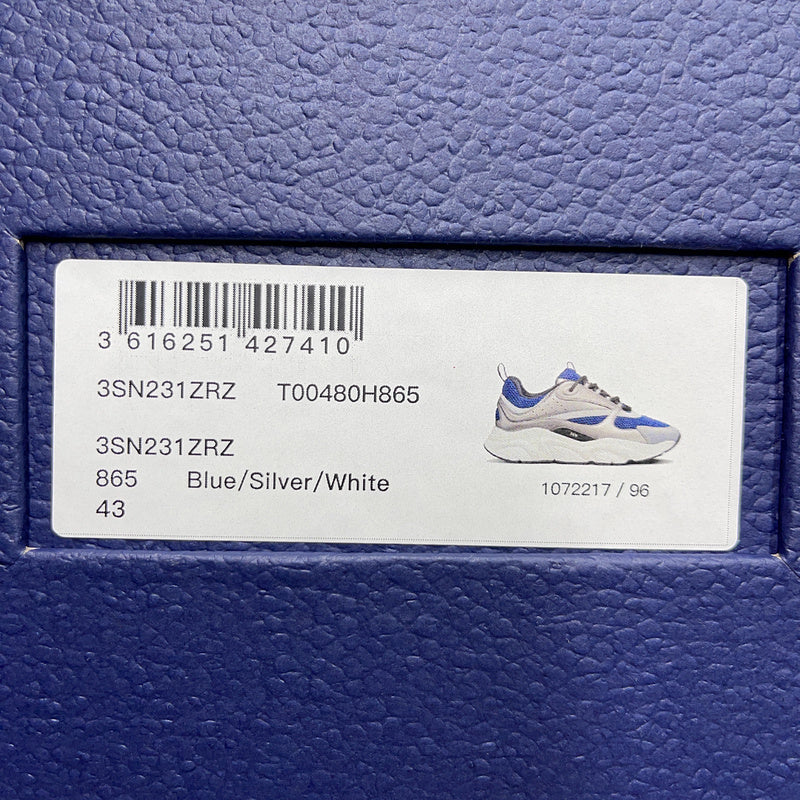 3 616251 427410
3SN231ZRZ T00480H865
3SN231ZRZ
865 Blue/Silver/White
43
1072217 / 96